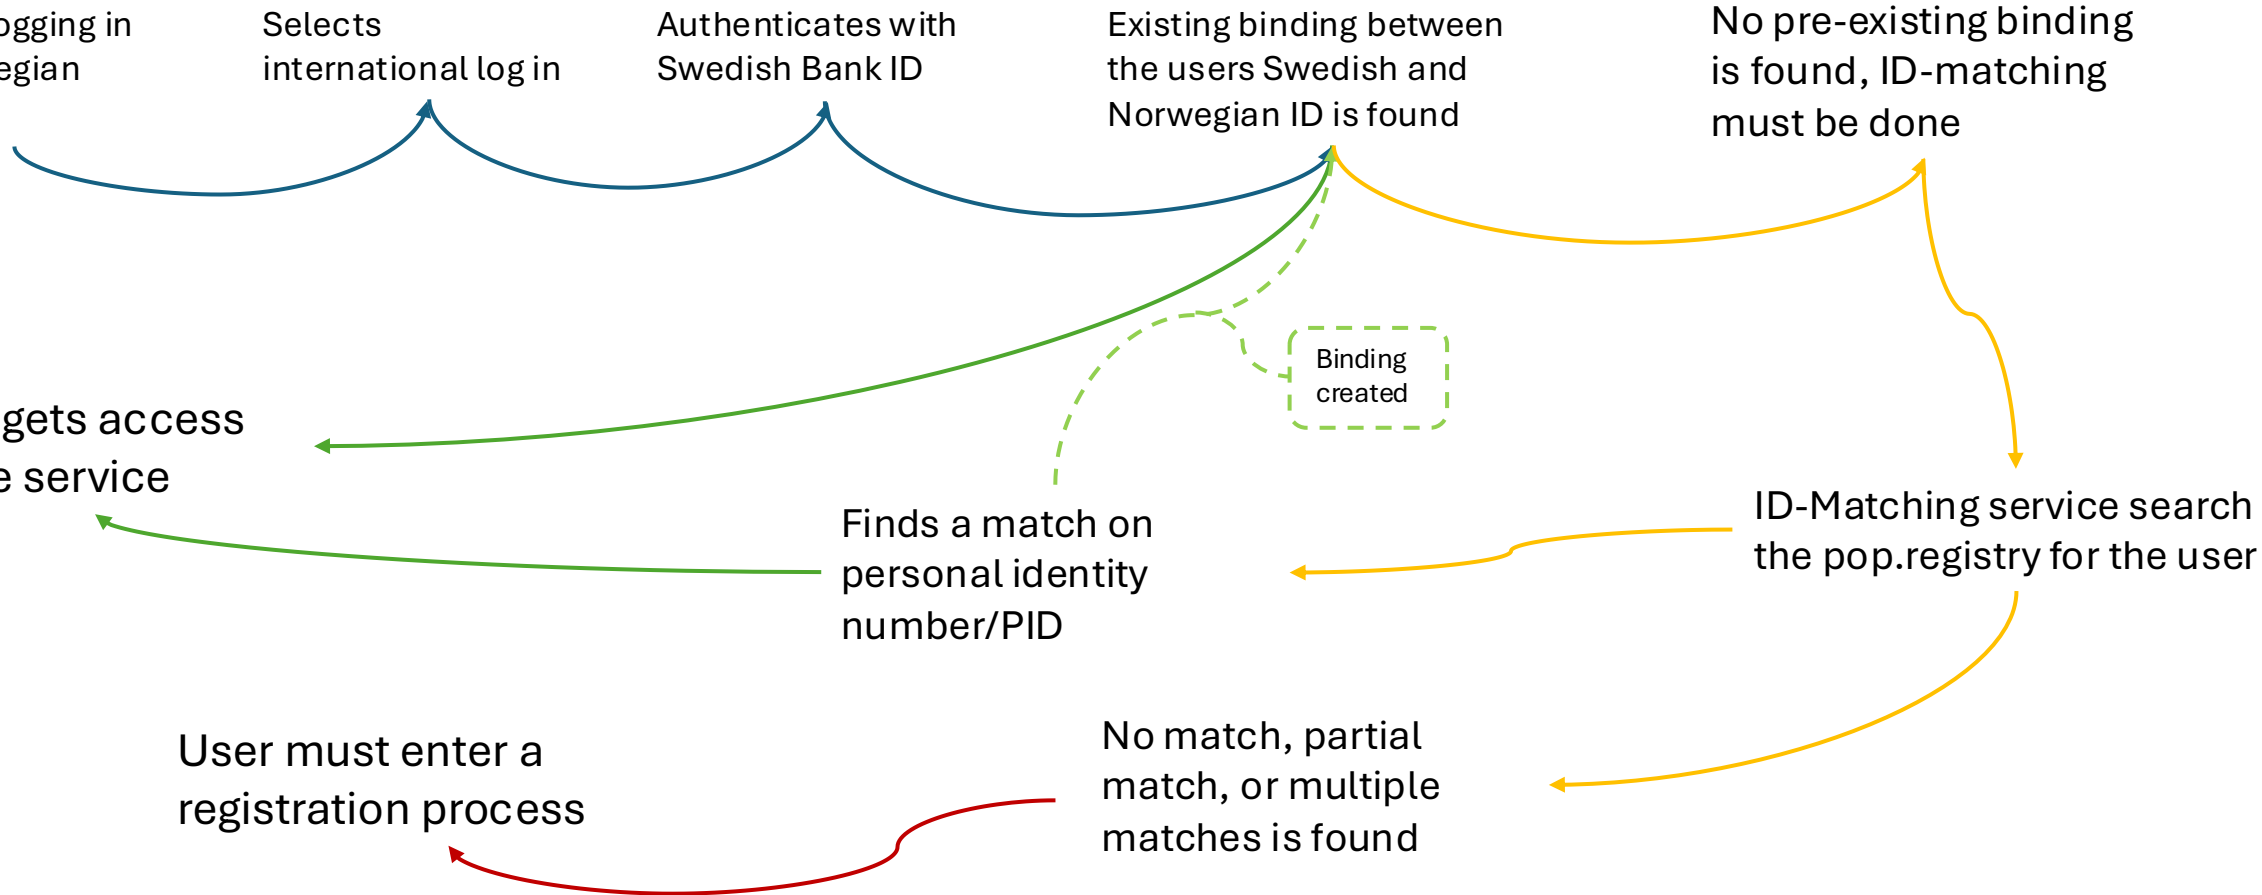 ogging in
egian
Selects
international log in
Authenticates with
Swedish Bank ID
Existing binding between
the users Swedish and
Norwegian ID is found
No pre-existing binding
is found, ID-matching
must be done
Binding
created
gets access
e service
Finds a match on
personal identity
number/PID
ID-Matching service search
the pop.registry for the user
User must enter a
registration process
No match, partial
match, or multiple
matches is found